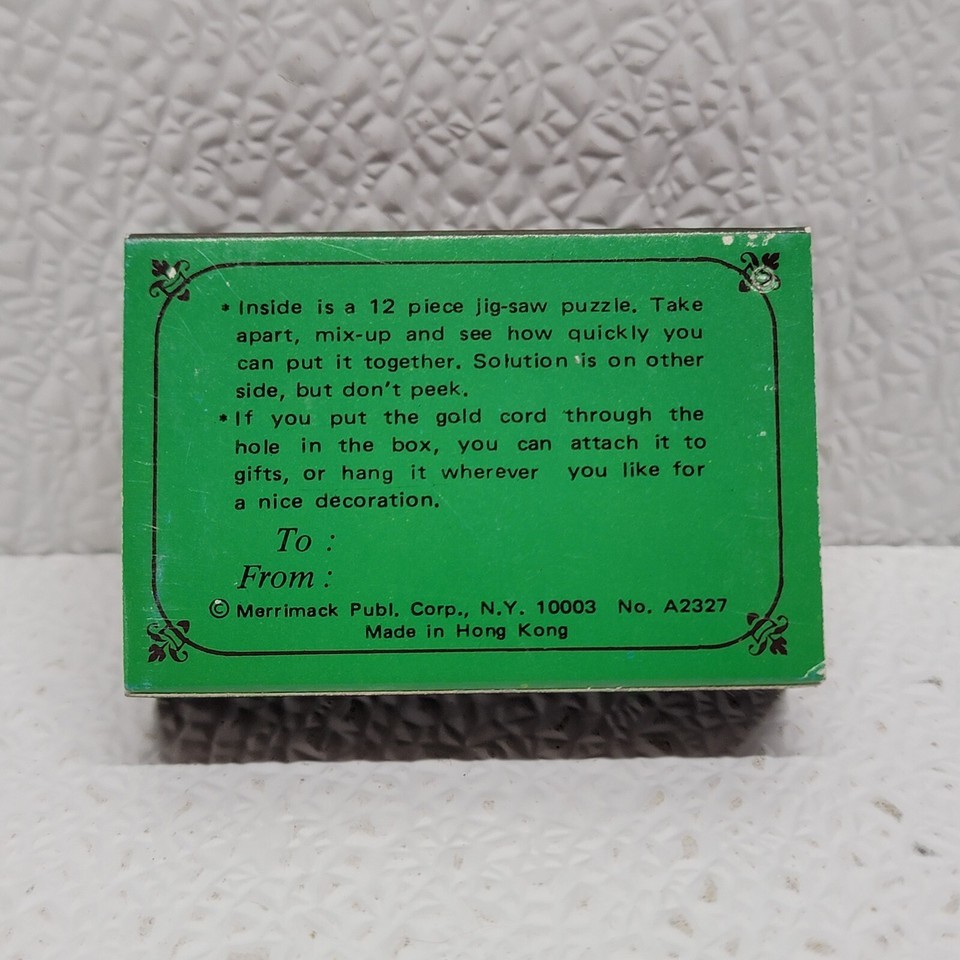 * Inside is a 12 piece jig-saw puzzle. Take
apart, mix-up and see how quickly you
can put it together. Solution is on other
side, but don't peek.
* If you put the gold cord through the
hole in the box, you can attach it to
gifts, or hang it wherever you like for
a nice decoration.
To :
From :
© Merrimack Publ. Corp., N.Y. 10003 No. A2327
Made in Hong Kong